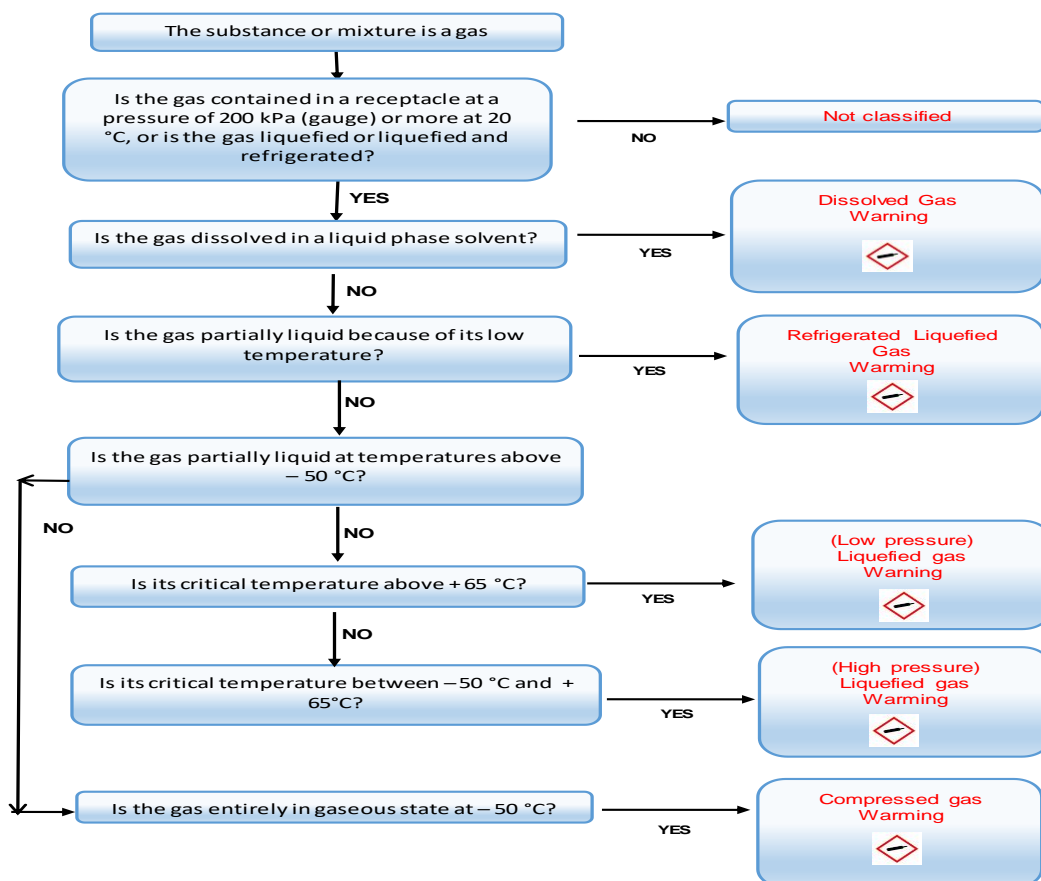 The substance or mixture is a gas
Is the gas contained in a receptacle at a
pressure of 200 kPa (gauge) or more at 20
°C, or is the gas liquefied or liquefied and
refrigerated?
NO
Not classified
YES
Is the gas dissolved in a liquid phase solvent?
YES
Dissolved Gas
Warning
NO
Is the gas partially liquid because of its low
temperature?
YES
Refrigerated Liquefied
Gas
Warming
NO
Is the gas partially liquid at temperatures above
– 50 °C?
NO
NO
Is its critical temperature above + 65 °C?
YES
(Low pressure)
Liquefied gas
Warning
NO
Is its critical temperature between –50 °C and +
65°C?
YES
(High pressure)
Liquefied gas
Warning
Is the gas entirely in gaseous state at – 50 °C?
YES
Compressed gas
Warning